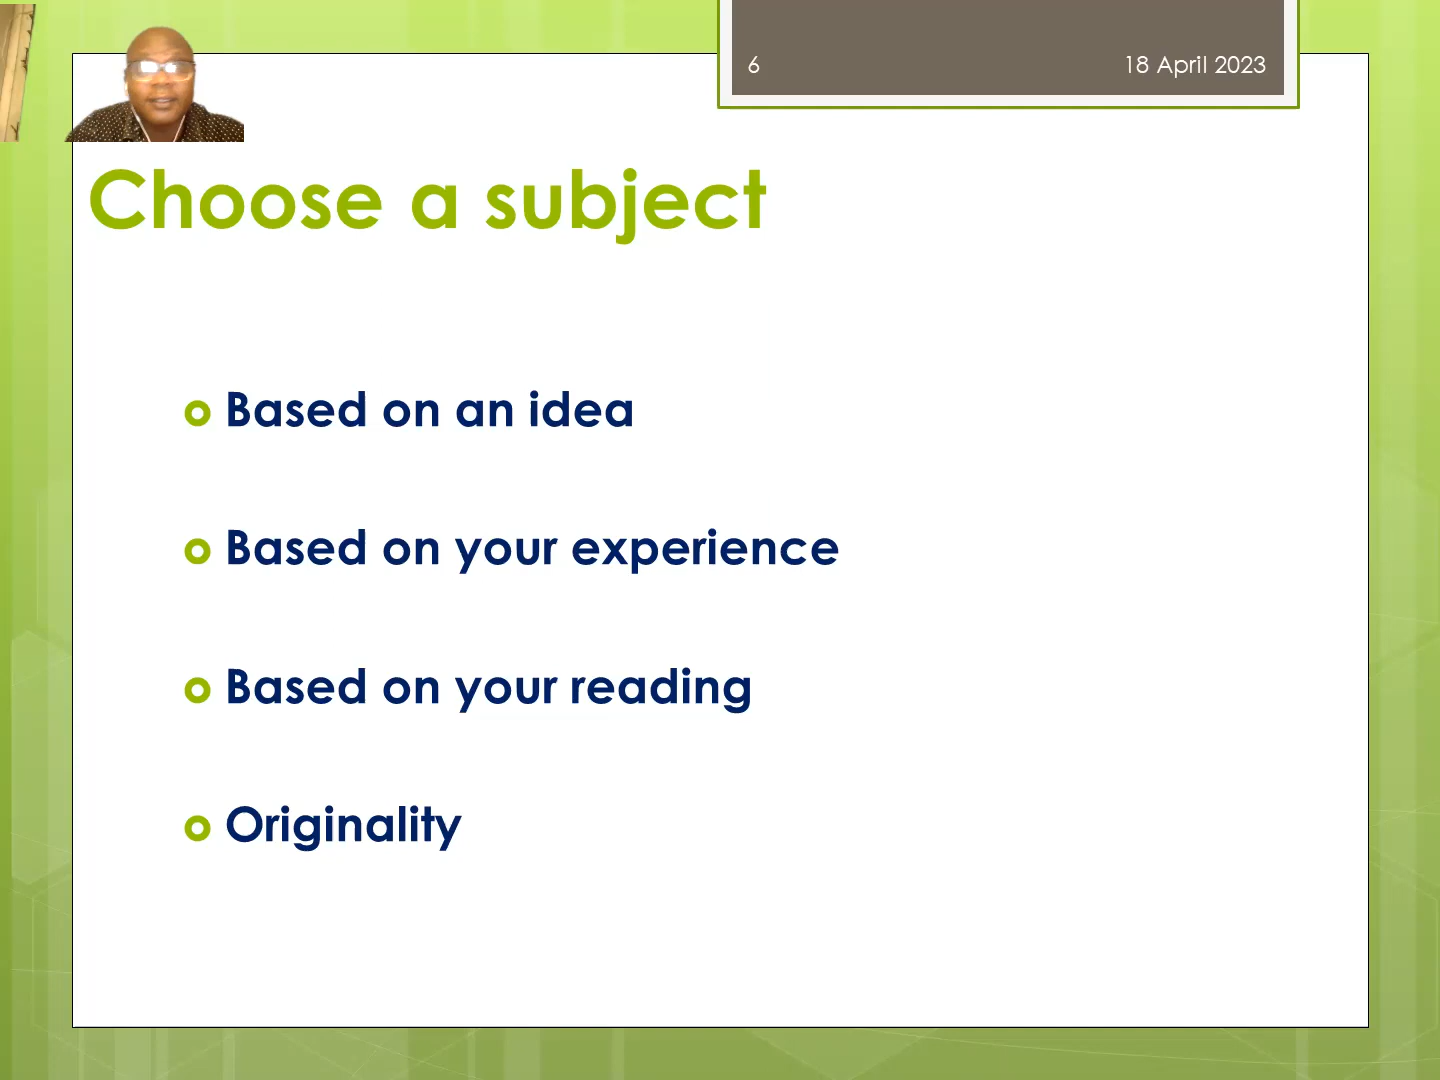 6
18 April 2023
Choose a subject
Based on an idea
Based on your experience
Based on your reading
Originality